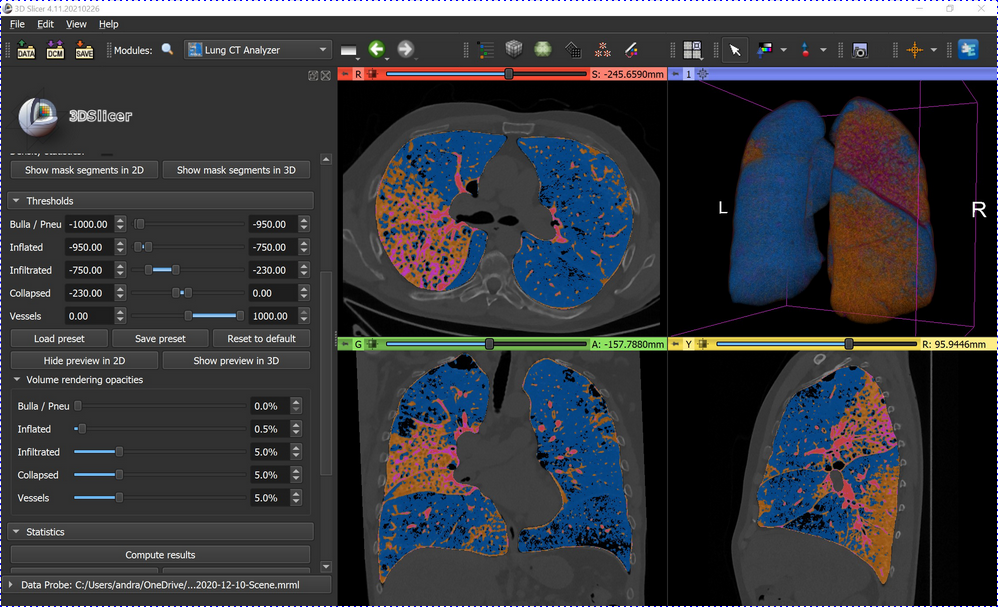 3D Slicer 4.11.20210226
File Edit View Help
DATA DCM SAVE Modules: Lung CT Analyzer
R S: -245.6590mm
1
3DSlicer
Show mask segments in 2D Show mask segments in 3D
Thresholds
Bulla / Pneu -1000.00 -950.00
Inflated -950.00 -750.00
Infiltrated -750.00 -230.00
Collapsed -230.00 0.00
Vessels 0.00 1000.00
Load preset Save preset Reset to default
Hide preview in 2D Show preview in 3D
Volume rendering opacities
Bulla / Pneu 0.0%
Inflated 0.5%
Infiltrated 5.0%
Collapsed 5.0%
Vessels 5.0%
Statistics
Compute results
Data Probe: C:/Users/andra/OneDrive/...2020-12-10-Scene.mrml
L R
G A: -157.7880mm
Y R: 95.9446mm